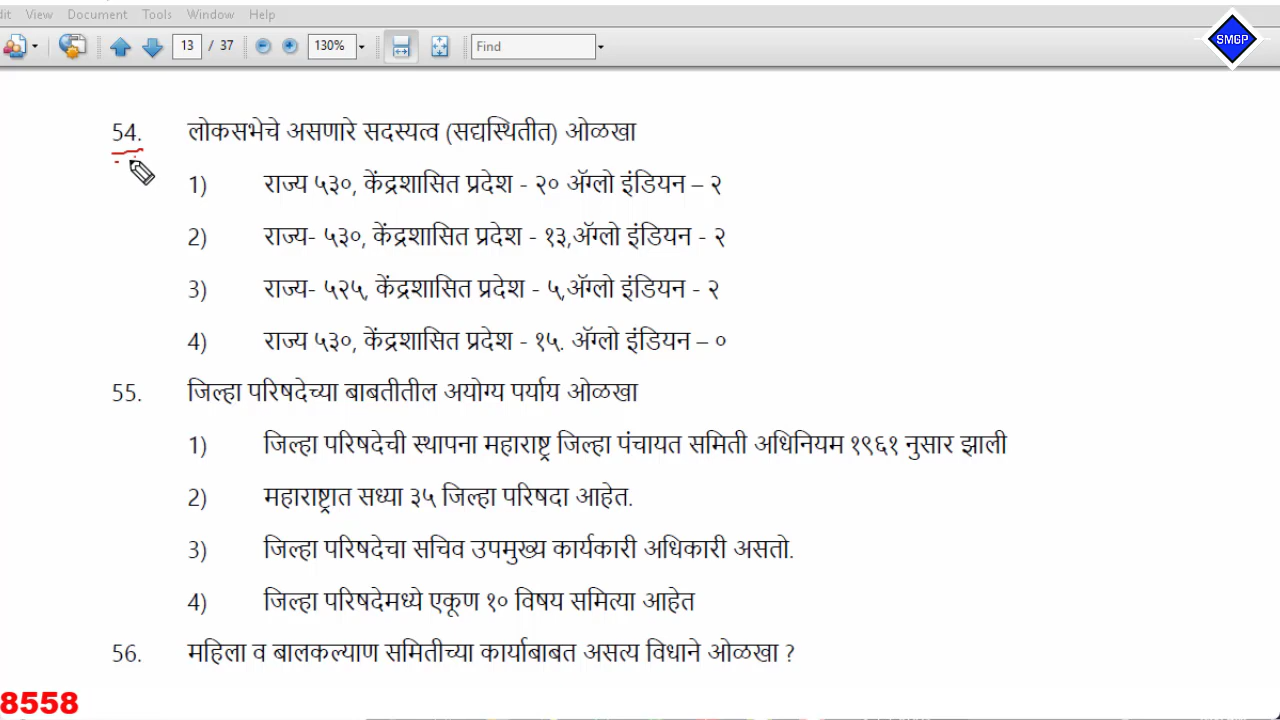 dit View Document Tools Window Help
13 / 37 130% Find
SMGP
54. लोकसभेचे असणारे सदस्यत्व (सद्यस्थितीत) ओळखा
1) राज्य ५३०, केंद्रशासित प्रदेश - २० ॲग्लो इंडियन – २
2) राज्य- ५३०, केंद्रशासित प्रदेश - १३,ॲग्लो इंडियन - २
3) राज्य- ५२५, केंद्रशासित प्रदेश - ५,ॲग्लो इंडियन - २
4) राज्य ५३०, केंद्रशासित प्रदेश - १५. ॲग्लो इंडियन – ०
55. जिल्हा परिषदेच्या बाबतीतील अयोग्य पर्याय ओळखा
1) जिल्हा परिषदेची स्थापना महाराष्ट्र जिल्हा पंचायत समिती अधिनियम १९६१ नुसार झाली
2) महाराष्ट्रात सध्या ३५ जिल्हा परिषदा आहेत.
3) जिल्हा परिषदेचा सचिव उपमुख्य कार्यकारी अधिकारी असतो.
4) जिल्हा परिषदेमध्ये एकूण १० विषय समित्या आहेत
56. महिला व बालकल्याण समितीच्या कार्याबाबत असत्य विधाने ओळखा ?
8558